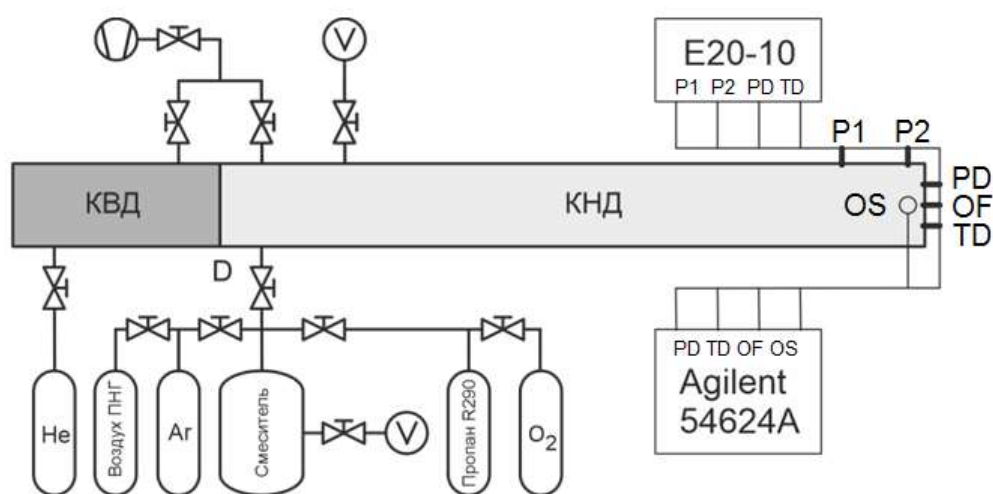 V
E20-10
P1 P2 PD TD
P1 P2
PD
КВД
КНД
OS
OF
TD
D
PD TD OF OS
Agilent
54624A
He
Воздух ПНГ
Ar
Смеситель
V
Пропан R290
O2